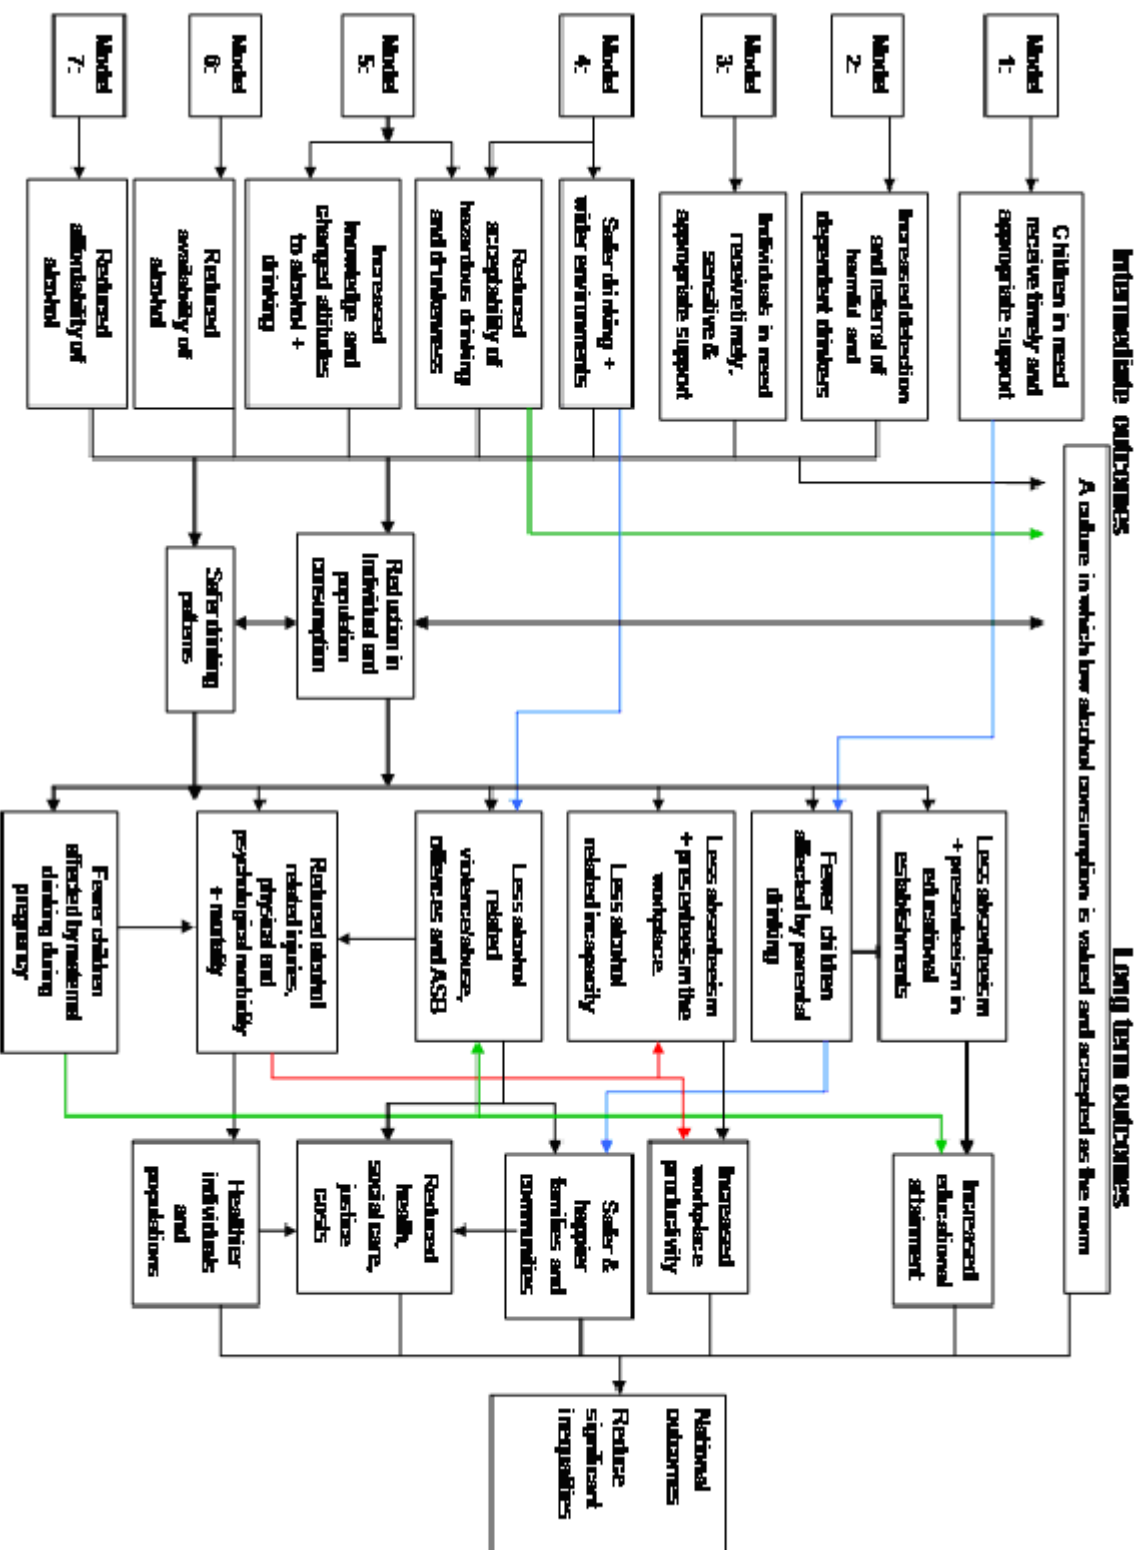 Intermediate outcomes
Long term outcomes
A culture in which low alcohol consumption is valued and accepted as the norm
Model
1:
Model
2:
Model
3:
Model
4:
Model
5:
Model
6:
Model
7:
Children in need
receive timely and
appropriate support
Increased detection
and referral of
harmful and
dependent drinkers
Individuals in need
receive timely,
sensitive &
appropriate support
Safer drinking +
wider environments
Reduced
acceptability of
hazardous drinking
and drunkenness
Increased
knowledge and
changed attitudes
to alcohol +
drinking
Reduced
availability of
alcohol
Reduced
affordability of
alcohol
Reduction in
individual and
population
consumption
Safer drinking
patterns
Less absenteeism
+ presenteeism in
educational
establishments
Fewer children
affected by parental
drinking
Less absenteeism
+ presenteeism the
workplace.
Less alcohol
related incapacity
Less alcohol
related
violence/abuse,
offences and ASB
Reduced alcohol
related injuries,
physical and
psychological morbidity
+ mortality
Fewer children
affected by maternal
drinking during
pregnancy
Increased
educational
attainment
Increased
workplace
productivity
Safer &
happier
families and
communities
Reduced
health,
social care,
justice
costs
Healthier
individuals
and
populations
National
outcomes
Reduce
significant
inequalities